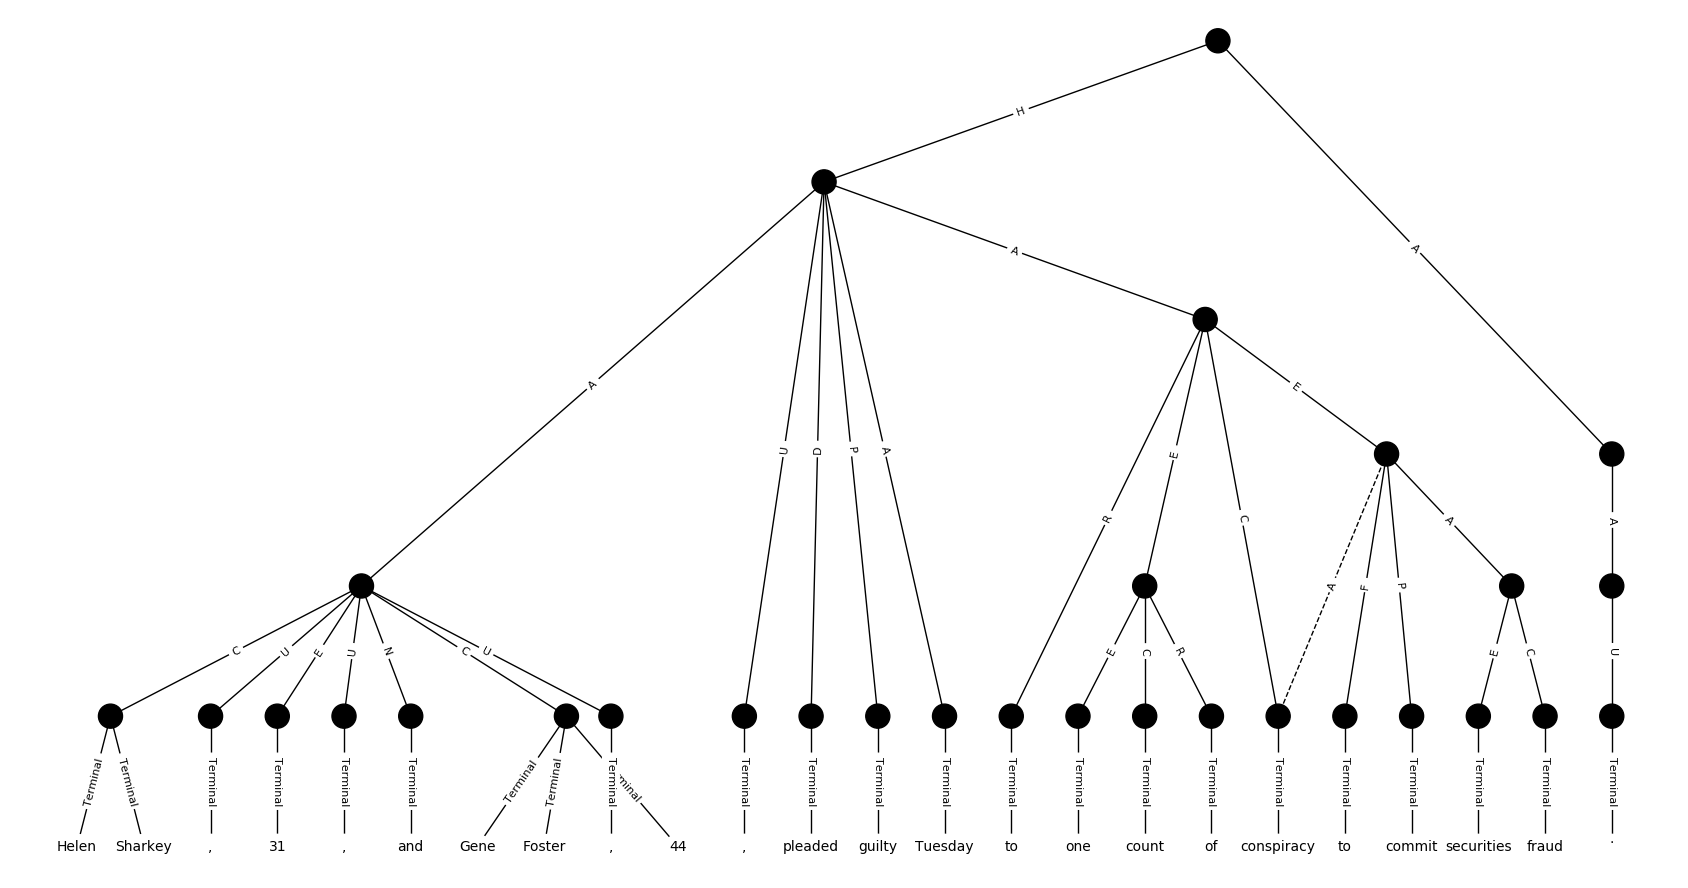 H
A
A
A
U
D
P
A
E
R
E
C
A
A
F
P
A
E
C
R
E
C
U
C
U
E
U
N
C
U
Terminal Terminal Terminal Terminal Terminal Terminal Terminal Terminal Terminal Terminal Terminal Terminal Terminal Terminal Terminal Terminal Terminal Terminal Terminal Terminal Terminal Terminal Terminal
Helen Sharkey , 31 , and Gene Foster , 44 , pleaded guilty Tuesday to one count of conspiracy to commit securities fraud .